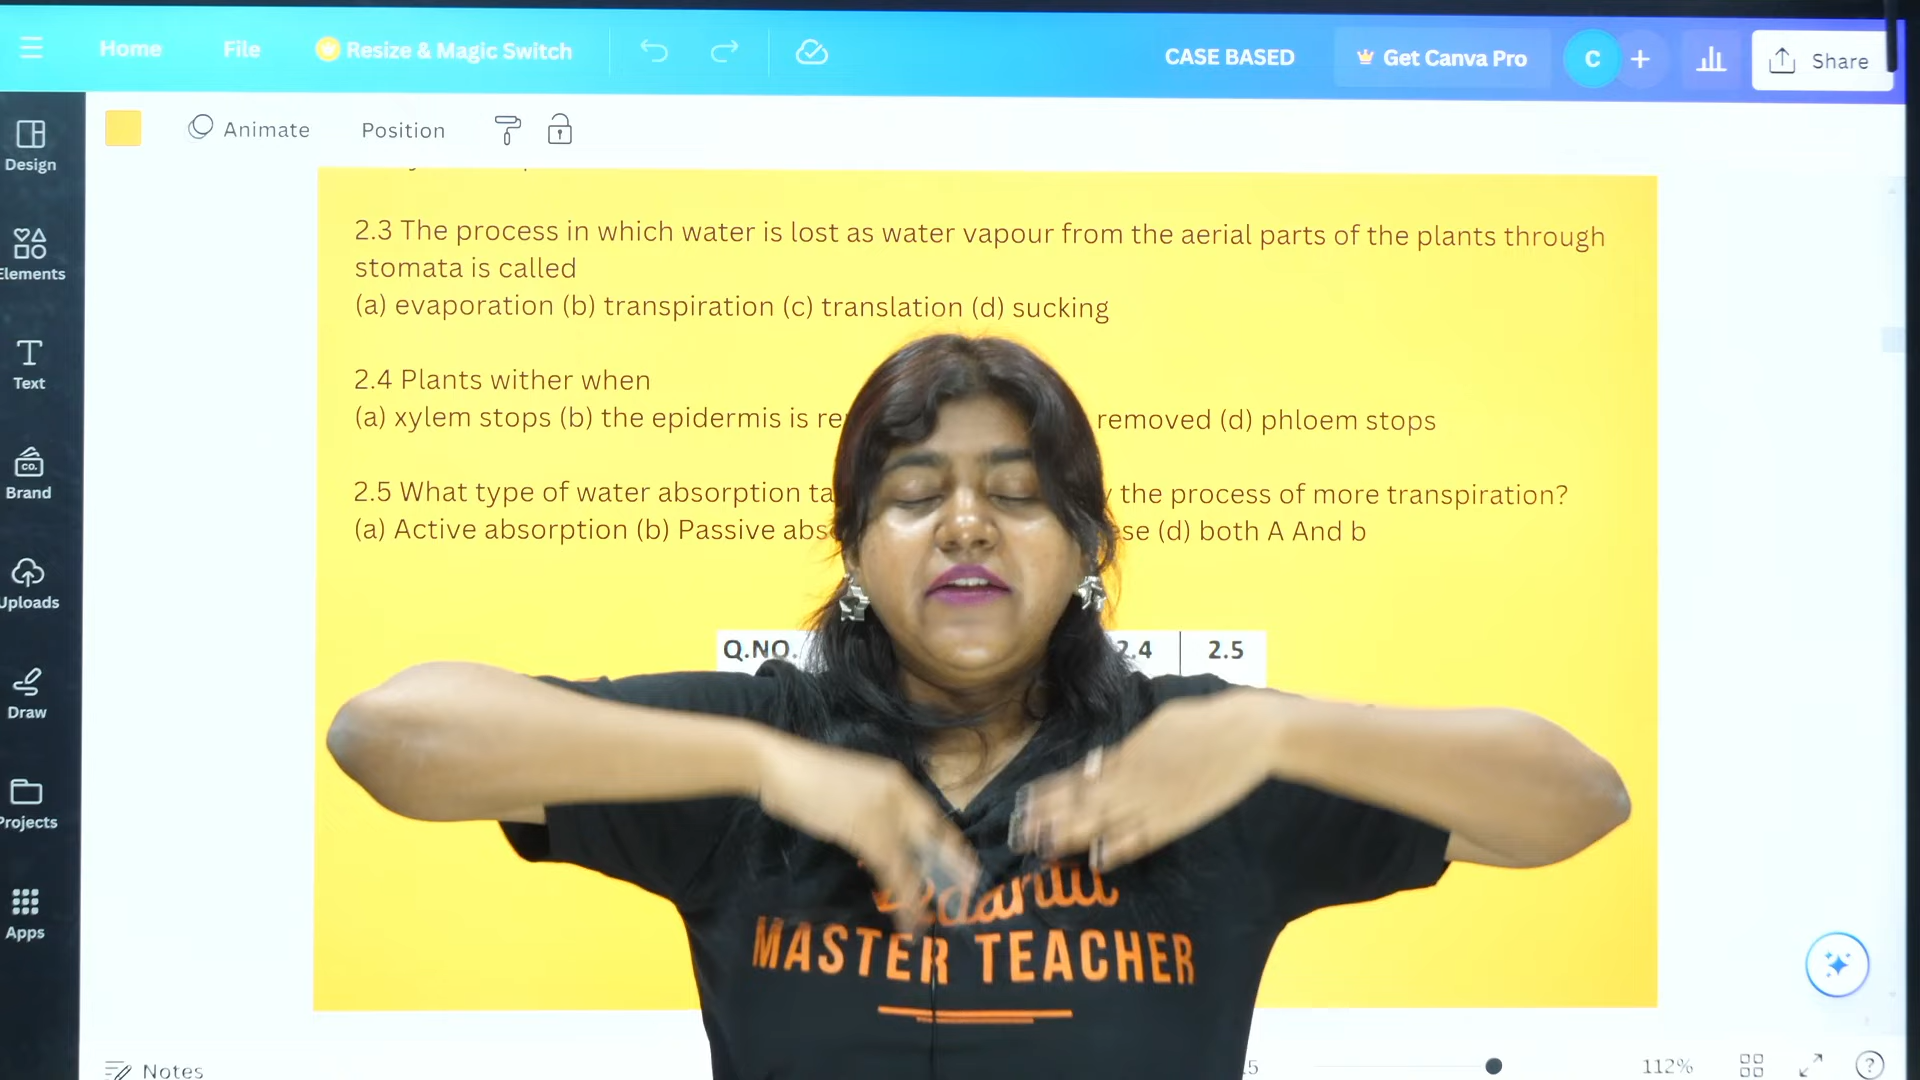 Home File Resize & Magic Switch CASE BASED Get Canva Pro C + Share
Animate Position
Design
Elements
Text
CO.
Brand
Uploads
Draw
Projects
Apps
2.3 The process in which water is lost as water vapour from the aerial parts of the plants through
stomata is called
(a) evaporation (b) transpiration (c) translation (d) sucking
2.4 Plants wither when
(a) xylem stops (b) the epidermis is removed (d) phloem stops
2.5 What type of water absorption the process of more transpiration?
(a) Active absorption (b) Passive (d) both A And b
Q.NO. 2.4 2.5
Vedantu
MASTER TEACHER
Notes 112% ?